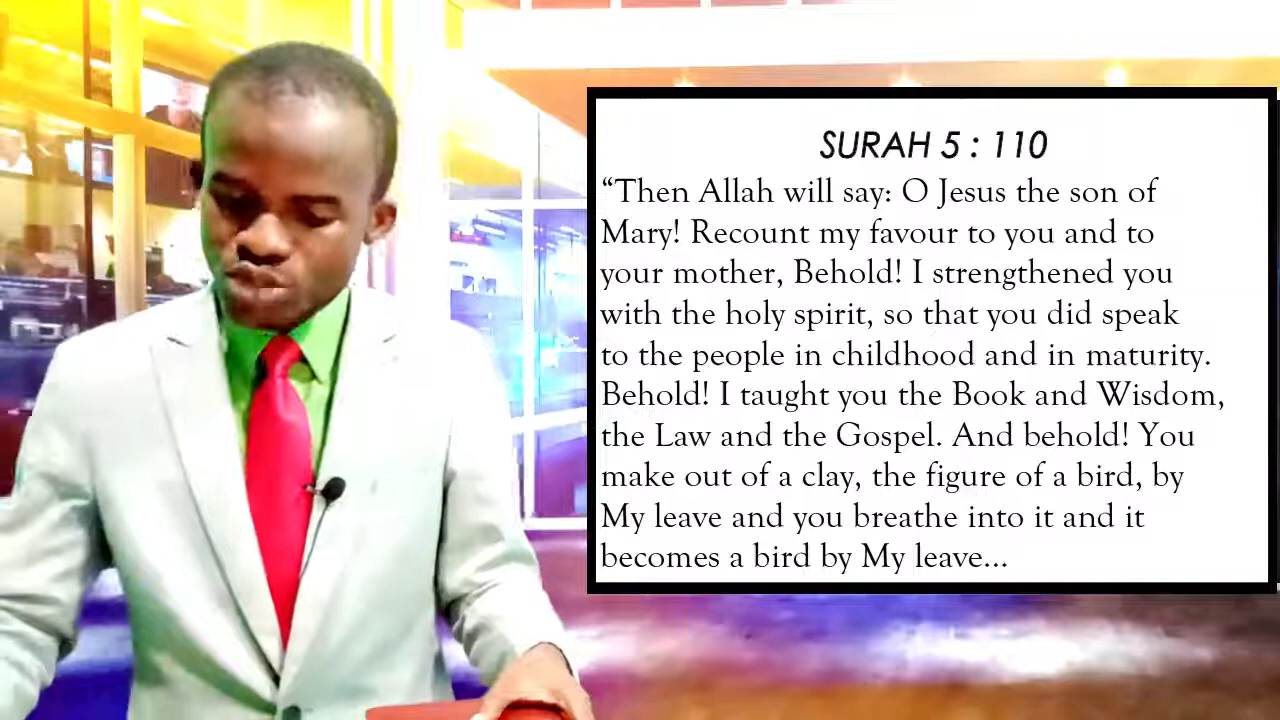 SURAH 5 : 110
“Then Allah will say: O Jesus the son of
Mary! Recount my favour to you and to
your mother, Behold! I strengthened you
with the holy spirit, so that you did speak
to the people in childhood and in maturity.
Behold! I taught you the Book and Wisdom,
the Law and the Gospel. And behold! You
make out of a clay, the figure of a bird, by
My leave and you breathe into it and it
becomes a bird by My leave...